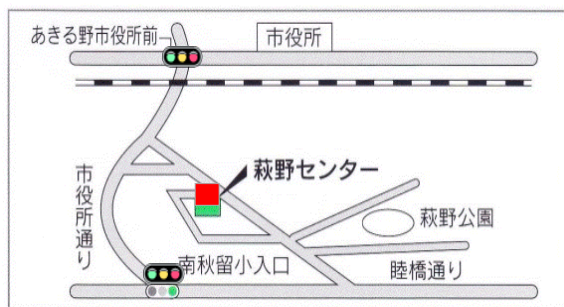 あきる野市役所前
市役所
萩野センター
市役所通り
萩野公園
南秋留小入口
睦橋通り